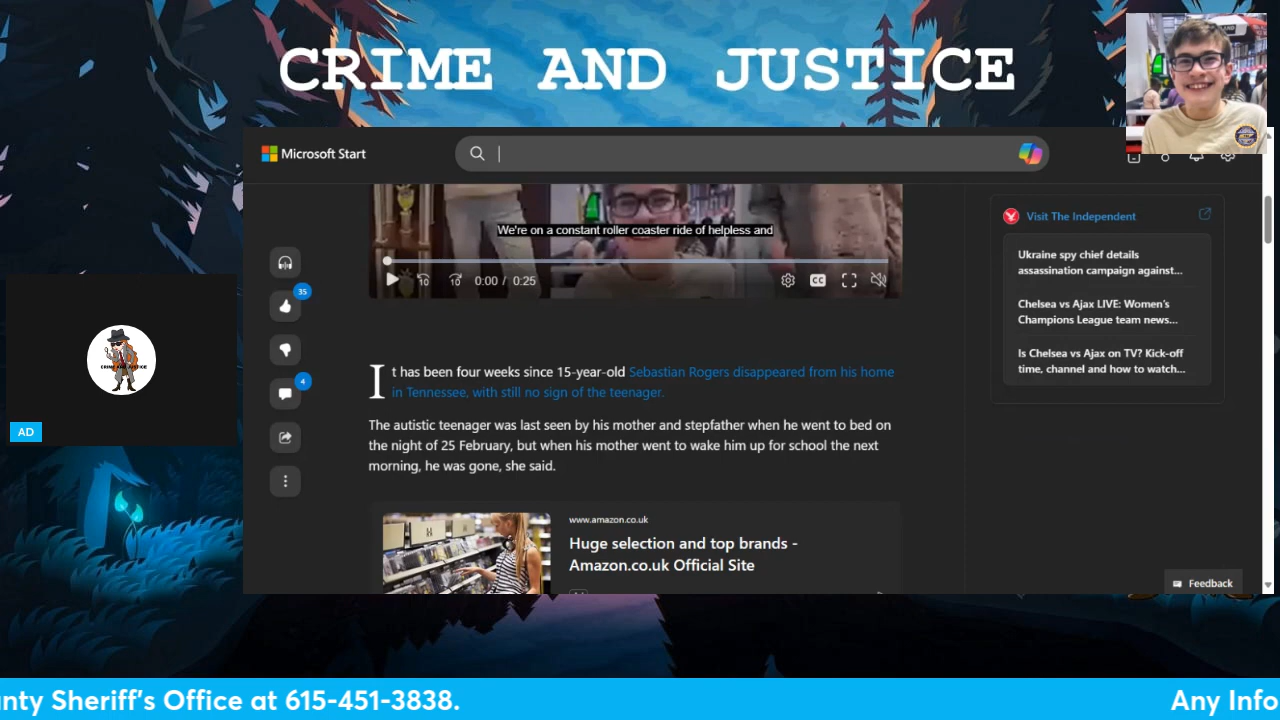 CRIME AND JUSTICE
Microsoft Start
We're on a constant roller coaster ride of helpless and
10
10
0:00 / 0:25
CC
35
4
It has been four weeks since 15-year-old Sebastian Rogers disappeared from his home
in Tennessee, with still no sign of the teenager.
The autistic teenager was last seen by his mother and stepfather when he went to bed on
the night of 25 February, but when his mother went to wake him up for school the next
morning, he was gone, she said.
www.amazon.co.uk
Huge selection and top brands -
Amazon.co.uk Official Site
Visit The Independent
Ukraine spy chief details
assassination campaign against...
Chelsea vs Ajax LIVE: Women's
Champions League team news...
Is Chelsea vs Ajax on TV? Kick-off
time, channel and how to watch...
Feedback
CRIME AND JUSTICE
AD
nty Sheriff's Office at 615-451-3838.
Any Info